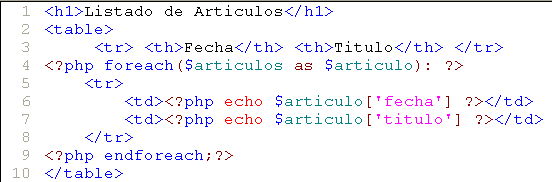 1 <h1>Listado de Articulos</h1>
2 <table>
3 <tr> <th>Fecha</th> <th>Titulo</th> </tr>
4 <?php foreach($articulos as $articulo): ?>
5 <tr>
6 <td><?php echo $articulo['fecha'] ?></td>
7 <td><?php echo $articulo['titulo'] ?></td>
8 </tr>
9 <?php endforeach;?>
10 </table>